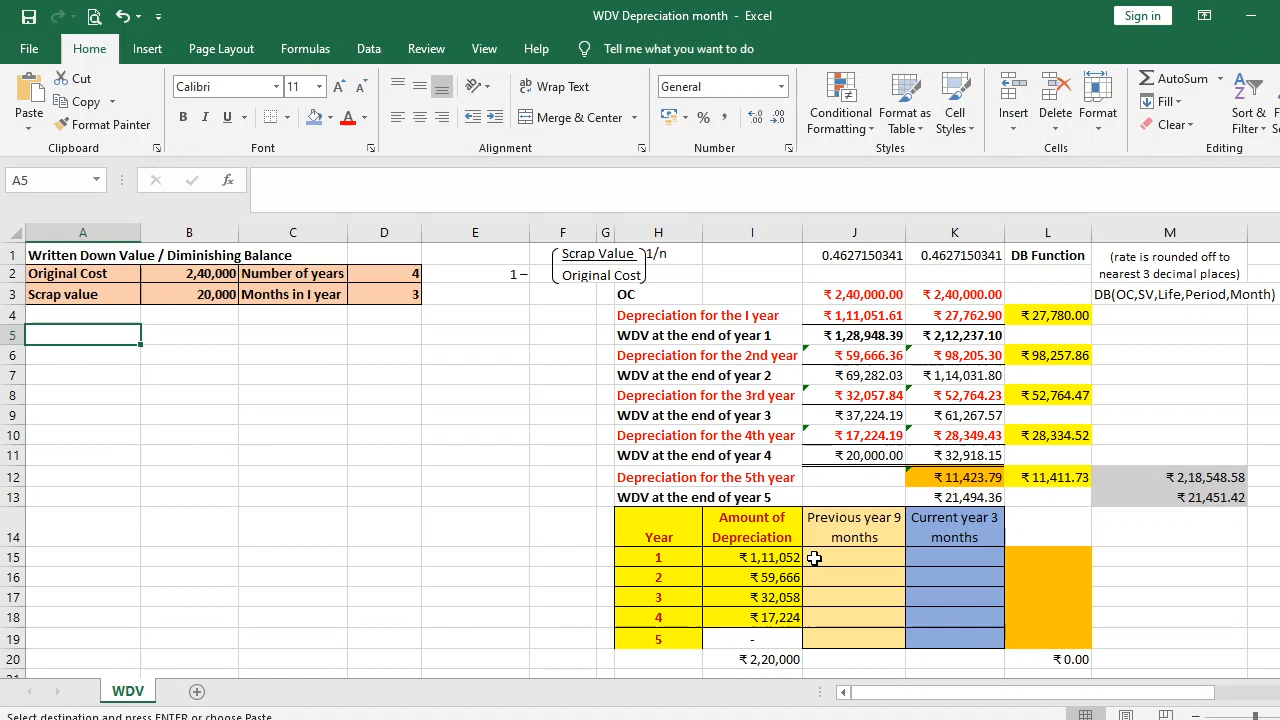 WDV Depreciation month - Excel
Sign in
File Home Insert Page Layout Formulas Data Review View Help Tell me what you want to do
Paste
Cut
Copy
Format Painter
Clipboard
Calibri 11 A A
B I U A
Font
ab Wrap Text
Merge & Center
Alignment
General
% ,
Number
Conditional Formatting
Format as Table
Cell Styles
Styles
Insert Delete Format
Cells
AutoSum
Fill
Clear
Sort & Filter
Editing
A5 fx
A B C D E F G H I J K L M
1 Written Down Value / Diminishing Balance Scrap Value 1/n 0.4627150341 0.4627150341 DB Function (rate is rounded off to
2 Original Cost 2,40,000 Number of years 4 1 – Original Cost nearest 3 decimal places)
3 Scrap value 20,000 Months in I year 3 OC ₹ 2,40,000.00 ₹ 2,40,000.00 DB(OC,SV,Life,Period,Month)
4 Depreciation for the I year ₹ 1,11,051.61 ₹ 27,762.90 ₹ 27,780.00
5 WDV at the end of year 1 ₹ 1,28,948.39 ₹ 2,12,237.10
6 Depreciation for the 2nd year ₹ 59,666.36 ₹ 98,205.30 ₹ 98,257.86
7 WDV at the end of year 2 ₹ 69,282.03 ₹ 1,14,031.80
8 Depreciation for the 3rd year ₹ 32,057.84 ₹ 52,764.23 ₹ 52,764.47
9 WDV at the end of year 3 ₹ 37,224.19 ₹ 61,267.57
10 Depreciation for the 4th year ₹ 17,224.19 ₹ 28,349.43 ₹ 28,334.52
11 WDV at the end of year 4 ₹ 20,000.00 ₹ 32,918.15
12 Depreciation for the 5th year ₹ 11,423.79 ₹ 11,411.73 ₹ 2,18,548.58
13 WDV at the end of year 5 ₹ 21,494.36 ₹ 21,451.42
Amount of Previous year 9 Current year 3
14 Year Depreciation months months
15 1 ₹ 1,11,052
16 2 ₹ 59,666
17 3 ₹ 32,058
18 4 ₹ 17,224
19 5 -
20 ₹ 2,20,000 ₹ 0.00
WDV
Select destination and press ENTER or choose Paste